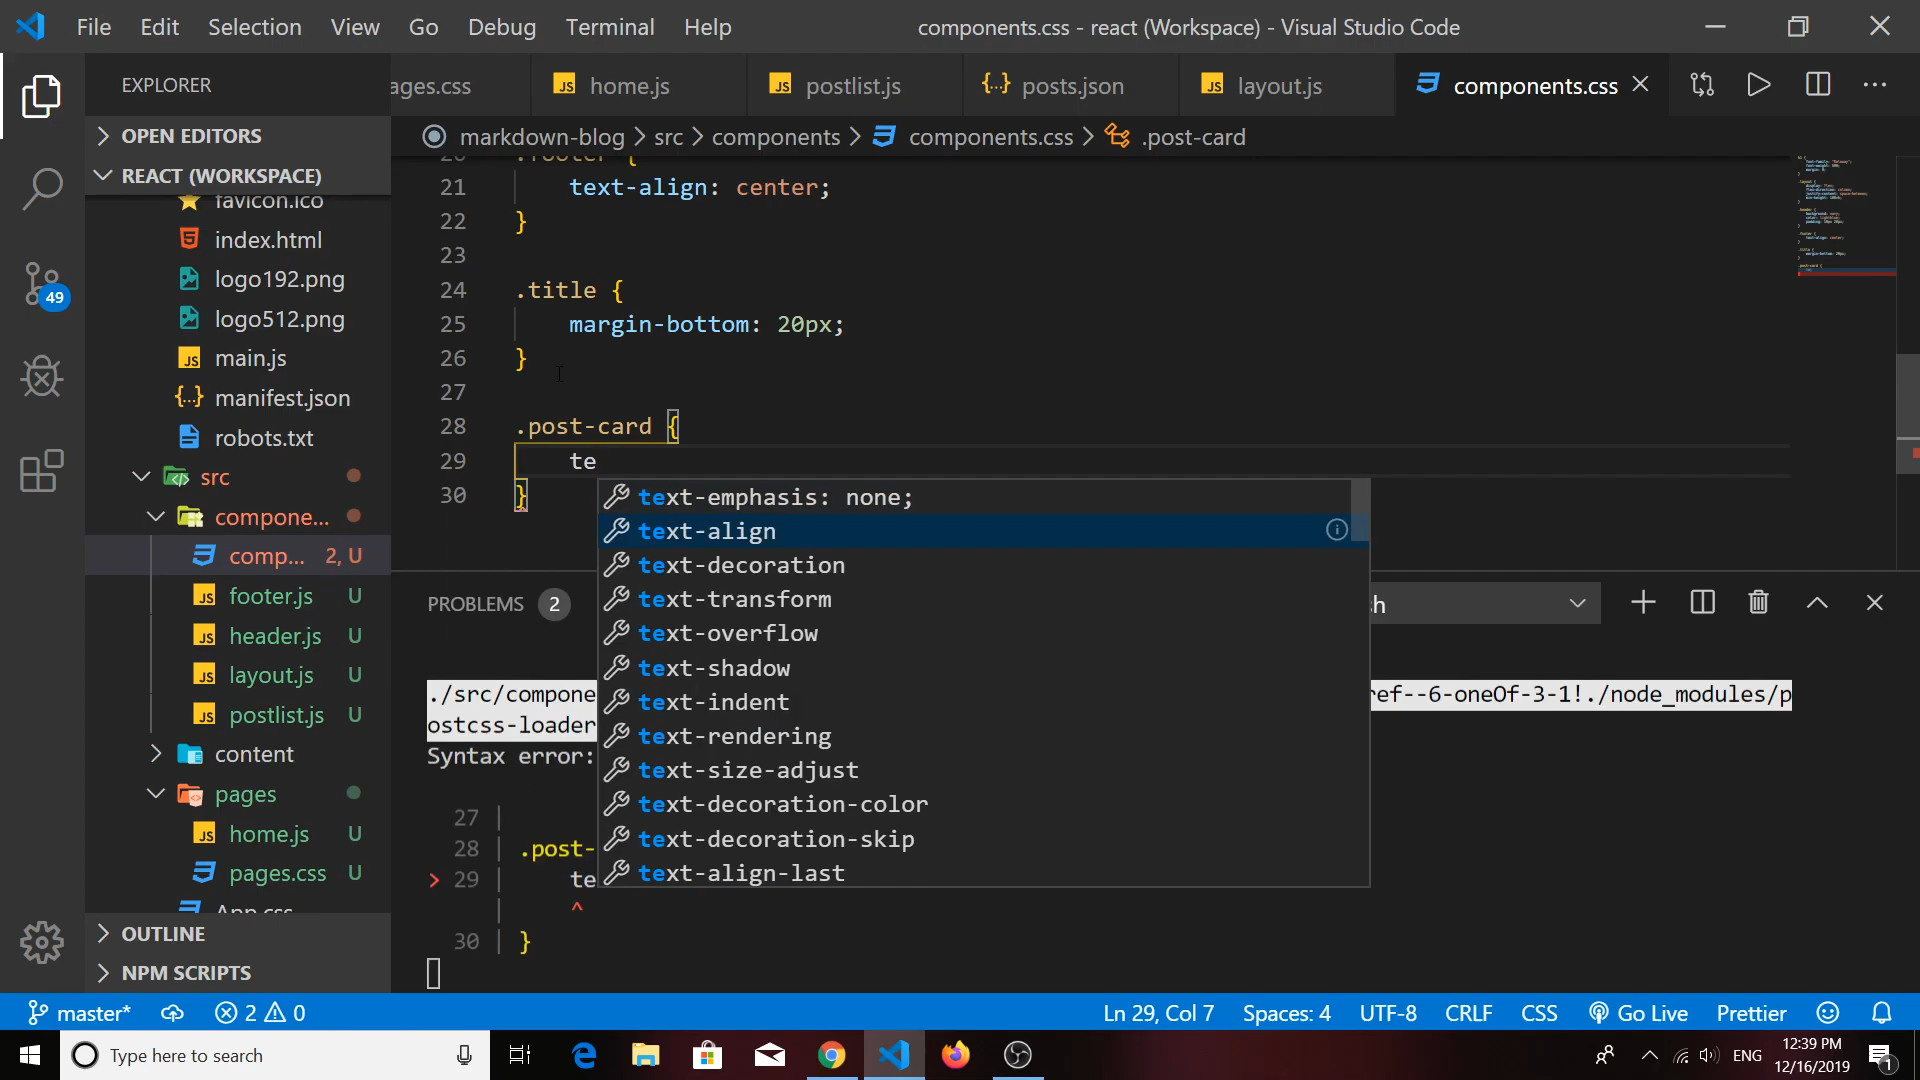 File Edit Selection View Go Debug Terminal Help
components.css - react (Workspace) - Visual Studio Code
EXPLORER
ages.css
home.js
postlist.js
posts.json
layout.js
components.css
OPEN EDITORS
REACT (WORKSPACE)
markdown-blog > src > components > components.css > .post-card
favicon.ico
index.html
logo192.png
logo512.png
main.js
manifest.json
robots.txt
src
compone...
comp... 2, U
footer.js U
header.js U
layout.js U
postlist.js U
content
pages
home.js U
pages.css U
App.css
OUTLINE
NPM SCRIPTS
49
20 .footer {
21 text-align: center;
22 }
23
24 .title {
25 margin-bottom: 20px;
26 }
27
28 .post-card {
29 te
30 }
text-emphasis: none;
text-align
text-decoration
text-transform
text-overflow
text-shadow
text-indent
text-rendering
text-size-adjust
text-decoration-color
text-decoration-skip
text-align-last
PROBLEMS 2
sh
./src/compone
ref--6-oneOf-3-1!./node_modules/p
ostcss-loader
Syntax error:
27 |
28 | .post-
> 29 | te
| ^
30 | }
master*
2 0
Ln 29, Col 7
Spaces: 4
UTF-8
CRLF
CSS
Go Live
Prettier
Type here to search
ENG
12:39 PM
12/16/2019
1